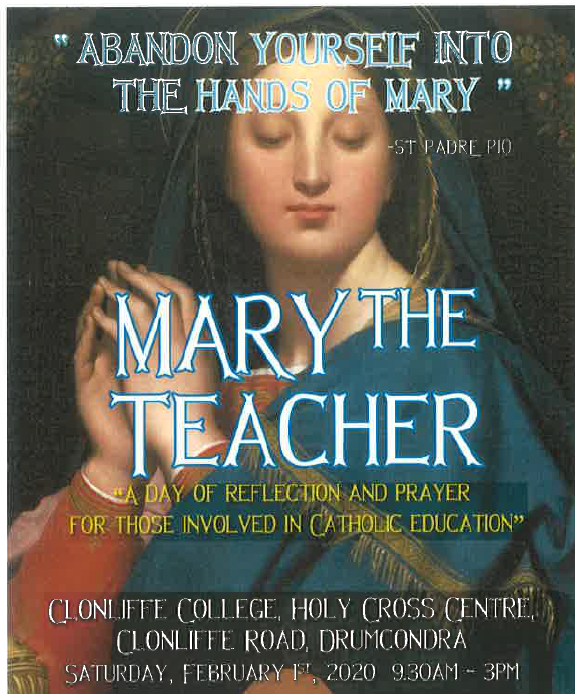 " ABANDON YOURSELF INTO
THE HANDS OF MARY "
-ST PADRE PIO
MARY THE
TEACHER
"A DAY OF REFLECTION AND PRAYER
FOR THOSE INVOLVED IN CATHOLIC EDUCATION"
CLONLIFFE COLLEGE, HOLY CROSS CENTRE,
CLONLIFFE ROAD, DRUMCONDRA
SATURDAY, FEBRUARY 1ST, 2020 9.30AM - 3PM